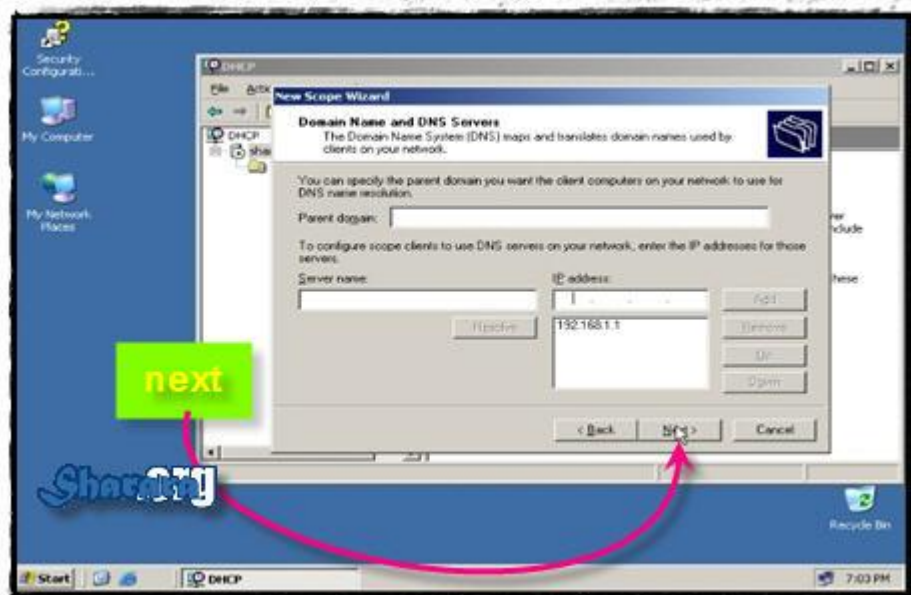 Security
Configurati...
My Computer
My Network
Places
DHCP
File
New Scope Wizard
Domain Name and DNS Servers
The Domain Name System (DNS) maps and translates domain names used by
clients on your network.
DHCP
You can specify the parent domain you want the client computers on your network to use for
DNS name resolution.
Parent domain:
To configure scope clients to use DNS servers on your network, enter the IP addresses for those
servers.
Server name:
IP address:
Add
Resolve
192.168.1.1
Remove
Up
Down
< Back
Next >
Cancel
next
Recycle Bin
Start
DHCP
7:03 PM